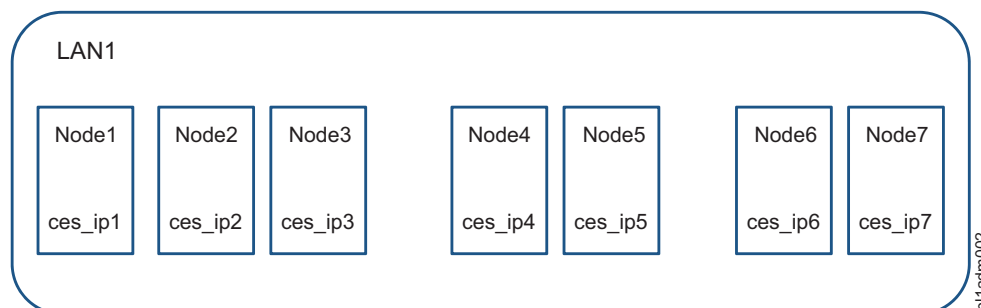 LAN1
Node1 Node2 Node3 Node4 Node5 Node6 Node7
ces_ip1 ces_ip2 ces_ip3 ces_ip4 ces_ip5 ces_ip6 ces_ip7